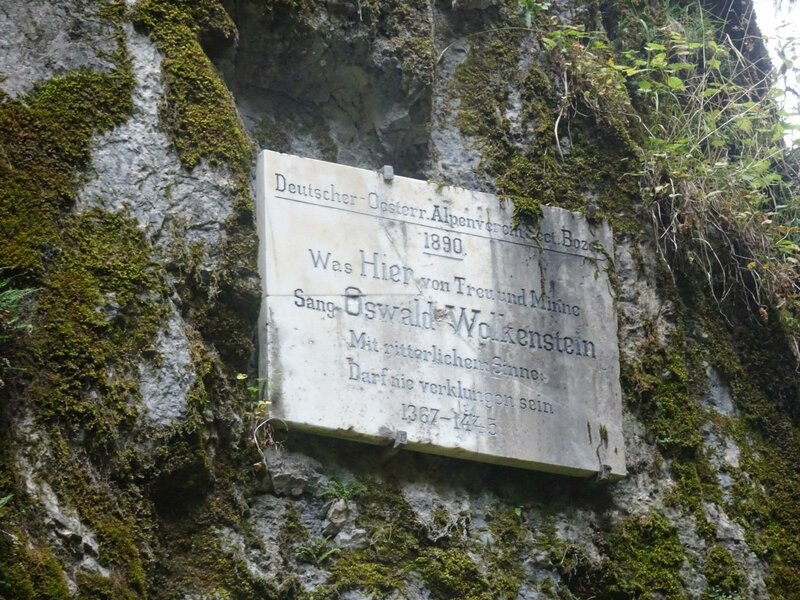 Deutscher-Oesterr. Alpenverein Sect. Bozen
1890.
Was Hier von Treu und Minne
Sang Oswald Wolkenstein
Mit ritterlichem Sinne
Darf nie verklungen sein
1367-1445